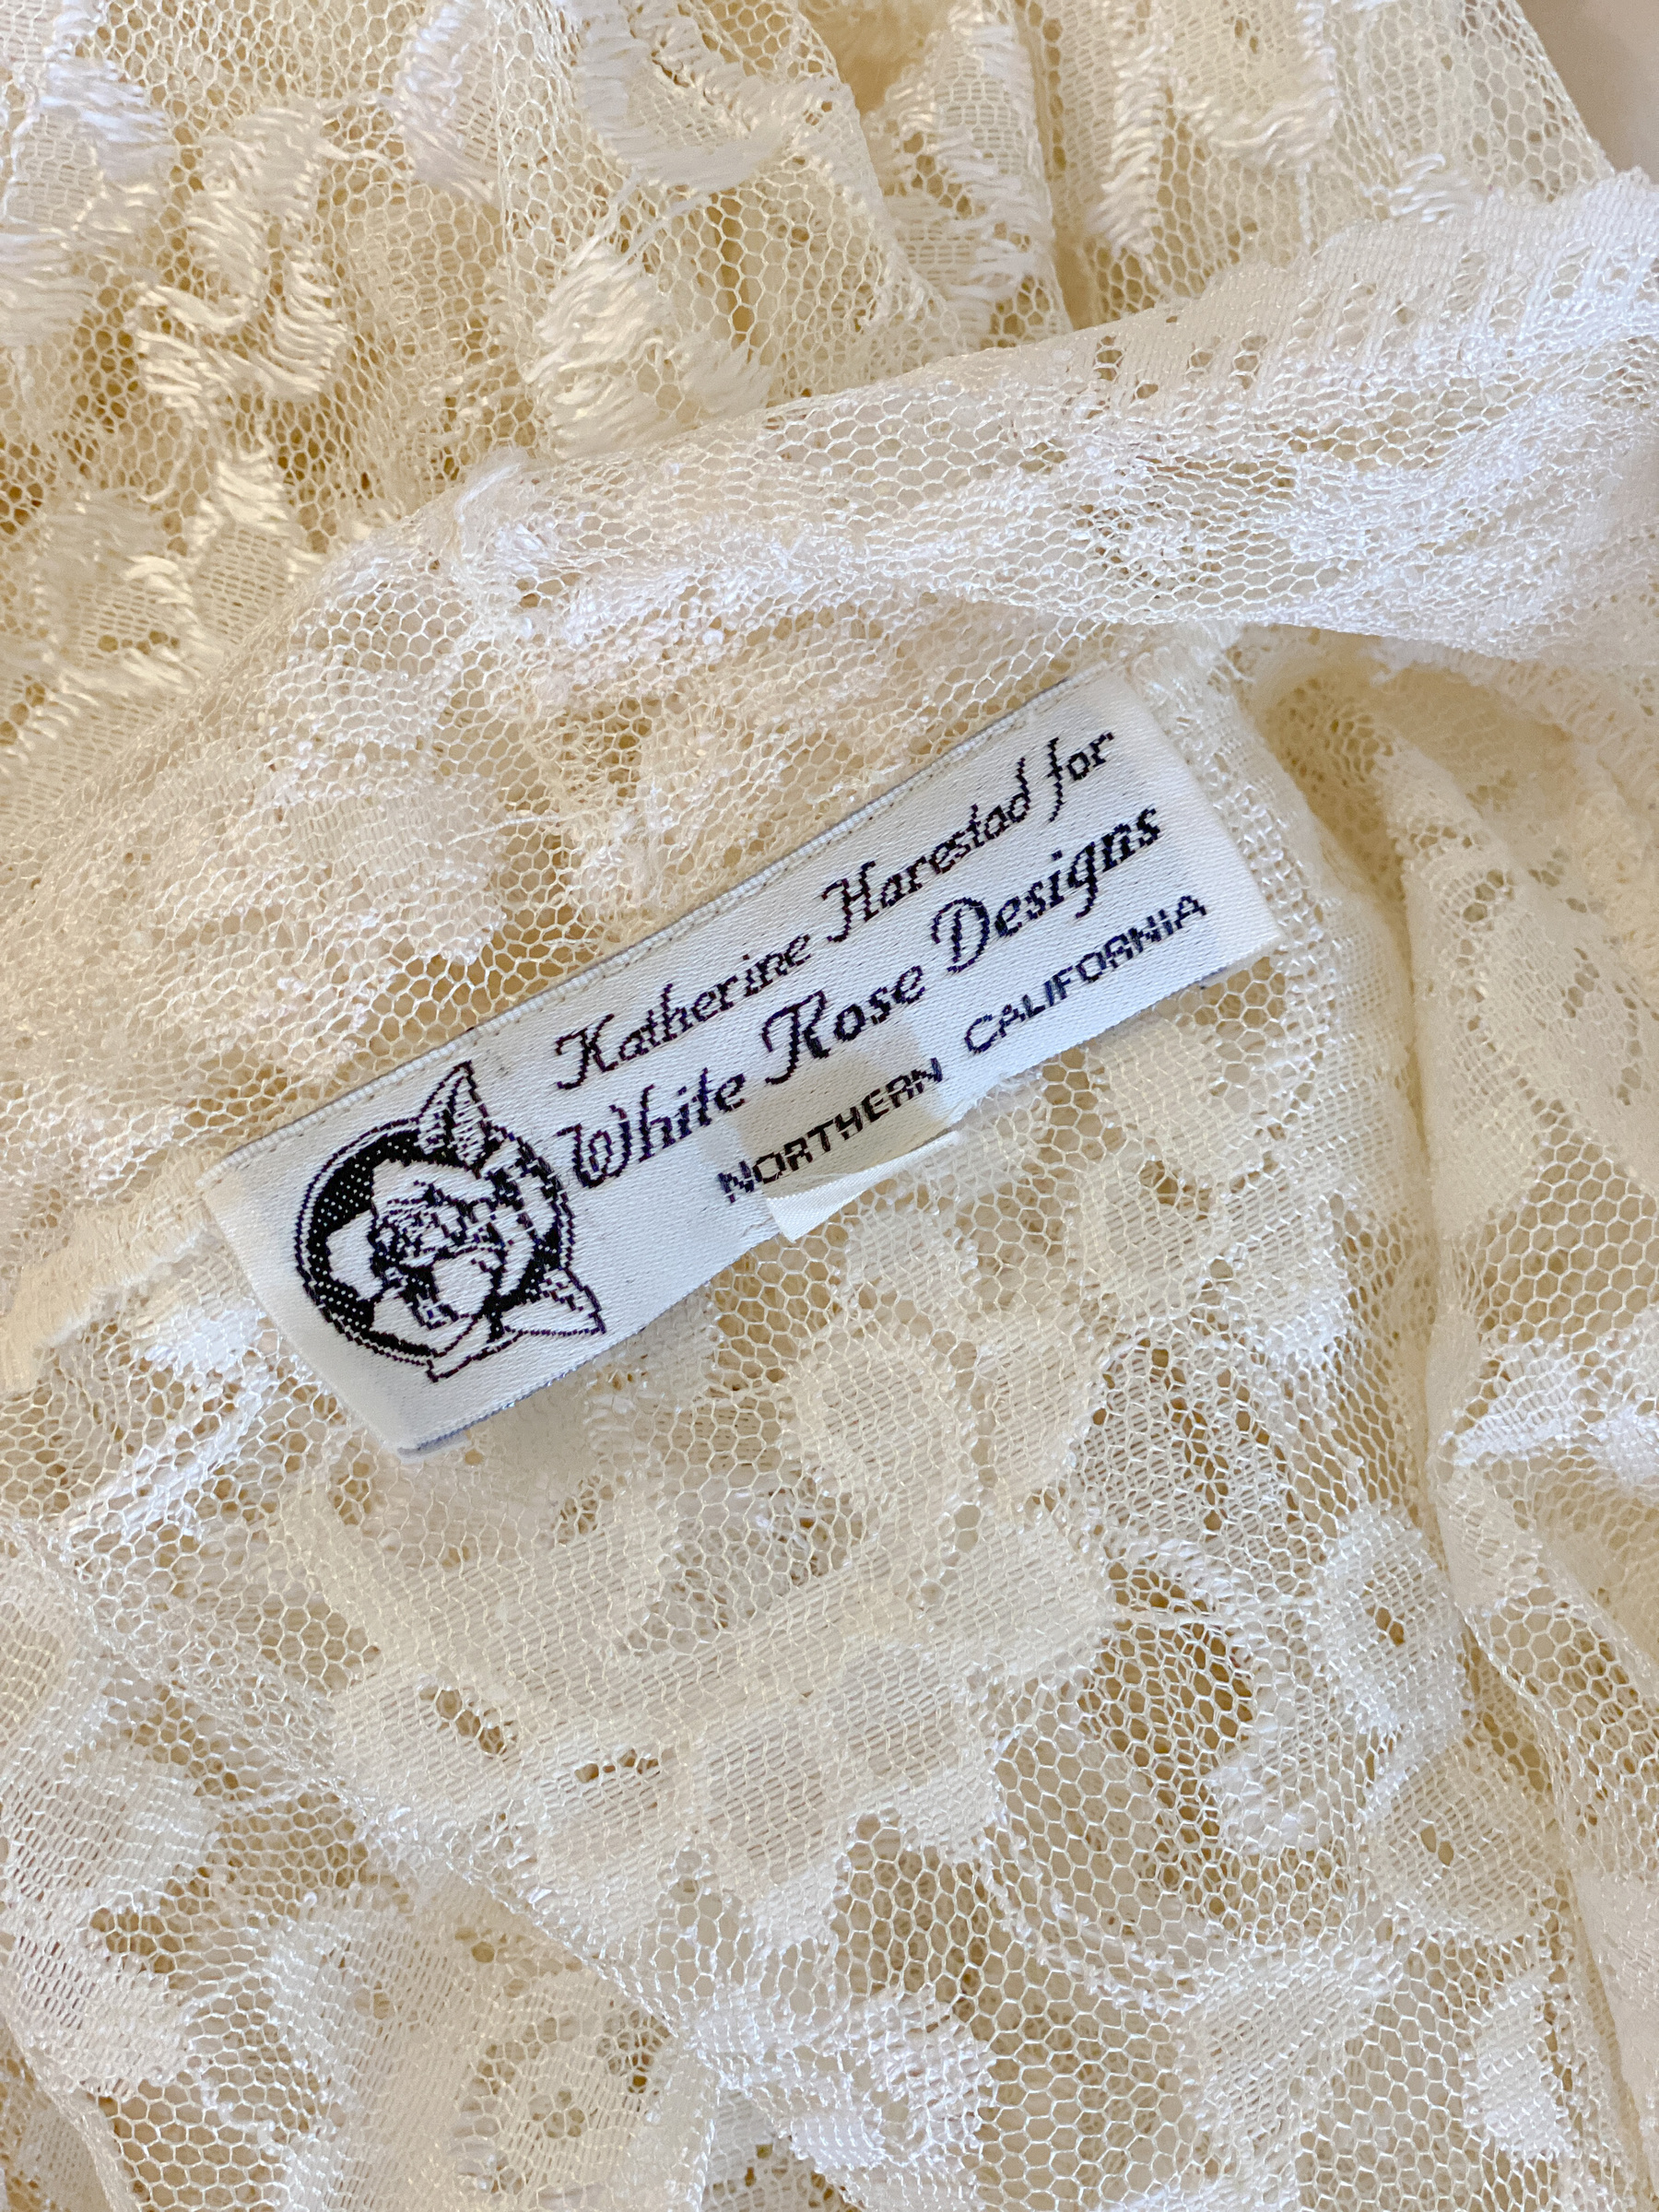 Katherine Harestad for
White Rose Designs
NORTHERN CALIFORNIA